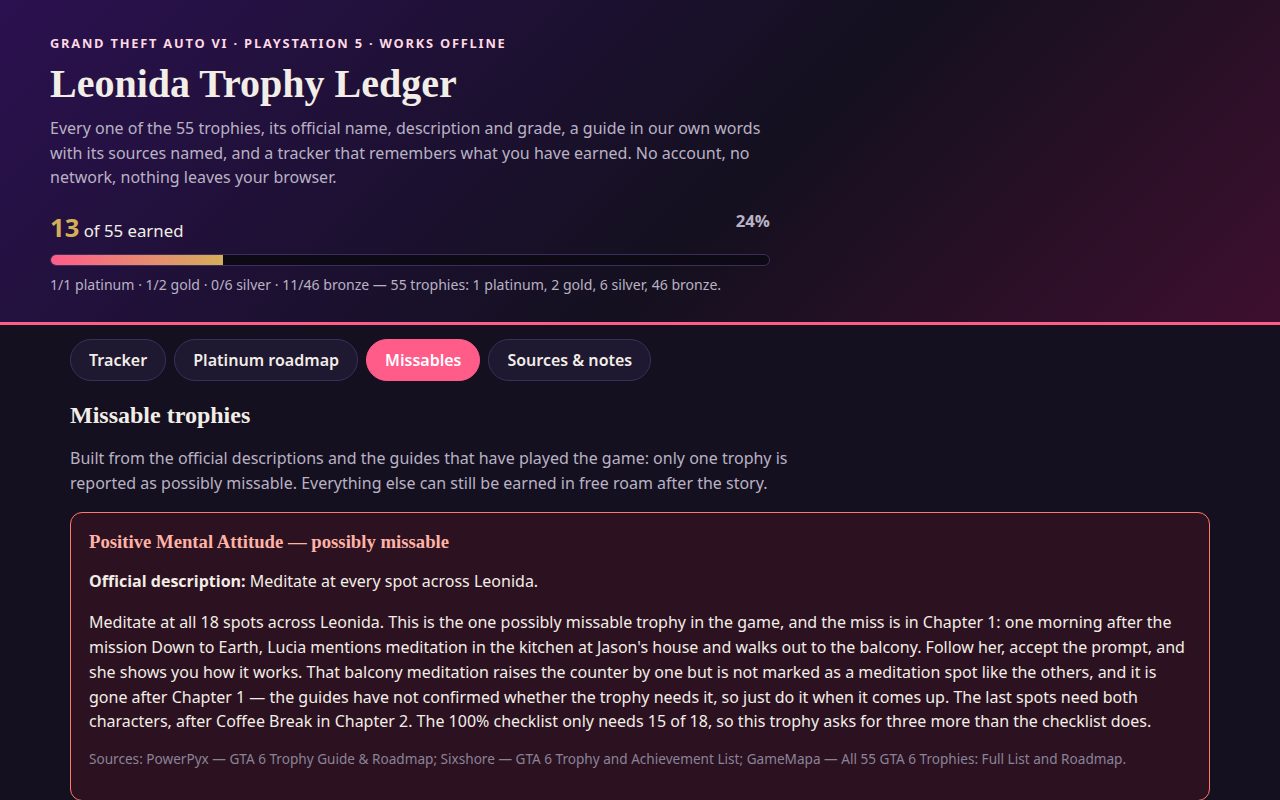 GRAND THEFT AUTO VI · PLAYSTATION 5 · WORKS OFFLINE
Leonida Trophy Ledger
Every one of the 55 trophies, its official name, description and grade, a guide in our own words
with its sources named, and a tracker that remembers what you have earned. No account, no
network, nothing leaves your browser.
13 of 55 earned
24%
1/1 platinum · 1/2 gold · 0/6 silver · 11/46 bronze — 55 trophies: 1 platinum, 2 gold, 6 silver, 46 bronze.
Tracker
Platinum roadmap
Missables
Sources & notes
Missable trophies
Built from the official descriptions and the guides that have played the game: only one trophy is
reported as possibly missable. Everything else can still be earned in free roam after the story.
Positive Mental Attitude — possibly missable
Official description: Meditate at every spot across Leonida.
Meditate at all 18 spots across Leonida. This is the one possibly missable trophy in the game, and the miss is in Chapter 1: one morning after the
mission Down to Earth, Lucia mentions meditation in the kitchen at Jason's house and walks out to the balcony. Follow her, accept the prompt, and
she shows you how it works. That balcony meditation raises the counter by one but is not marked as a meditation spot like the others, and it is
gone after Chapter 1 — the guides have not confirmed whether the trophy needs it, so just do it when it comes up. The last spots need both
characters, after Coffee Break in Chapter 2. The 100% checklist only needs 15 of 18, so this trophy asks for three more than the checklist does.
Sources: PowerPyx — GTA 6 Trophy Guide & Roadmap; Sixshore — GTA 6 Trophy and Achievement List; GameMapa — All 55 GTA 6 Trophies: Full List and Roadmap.